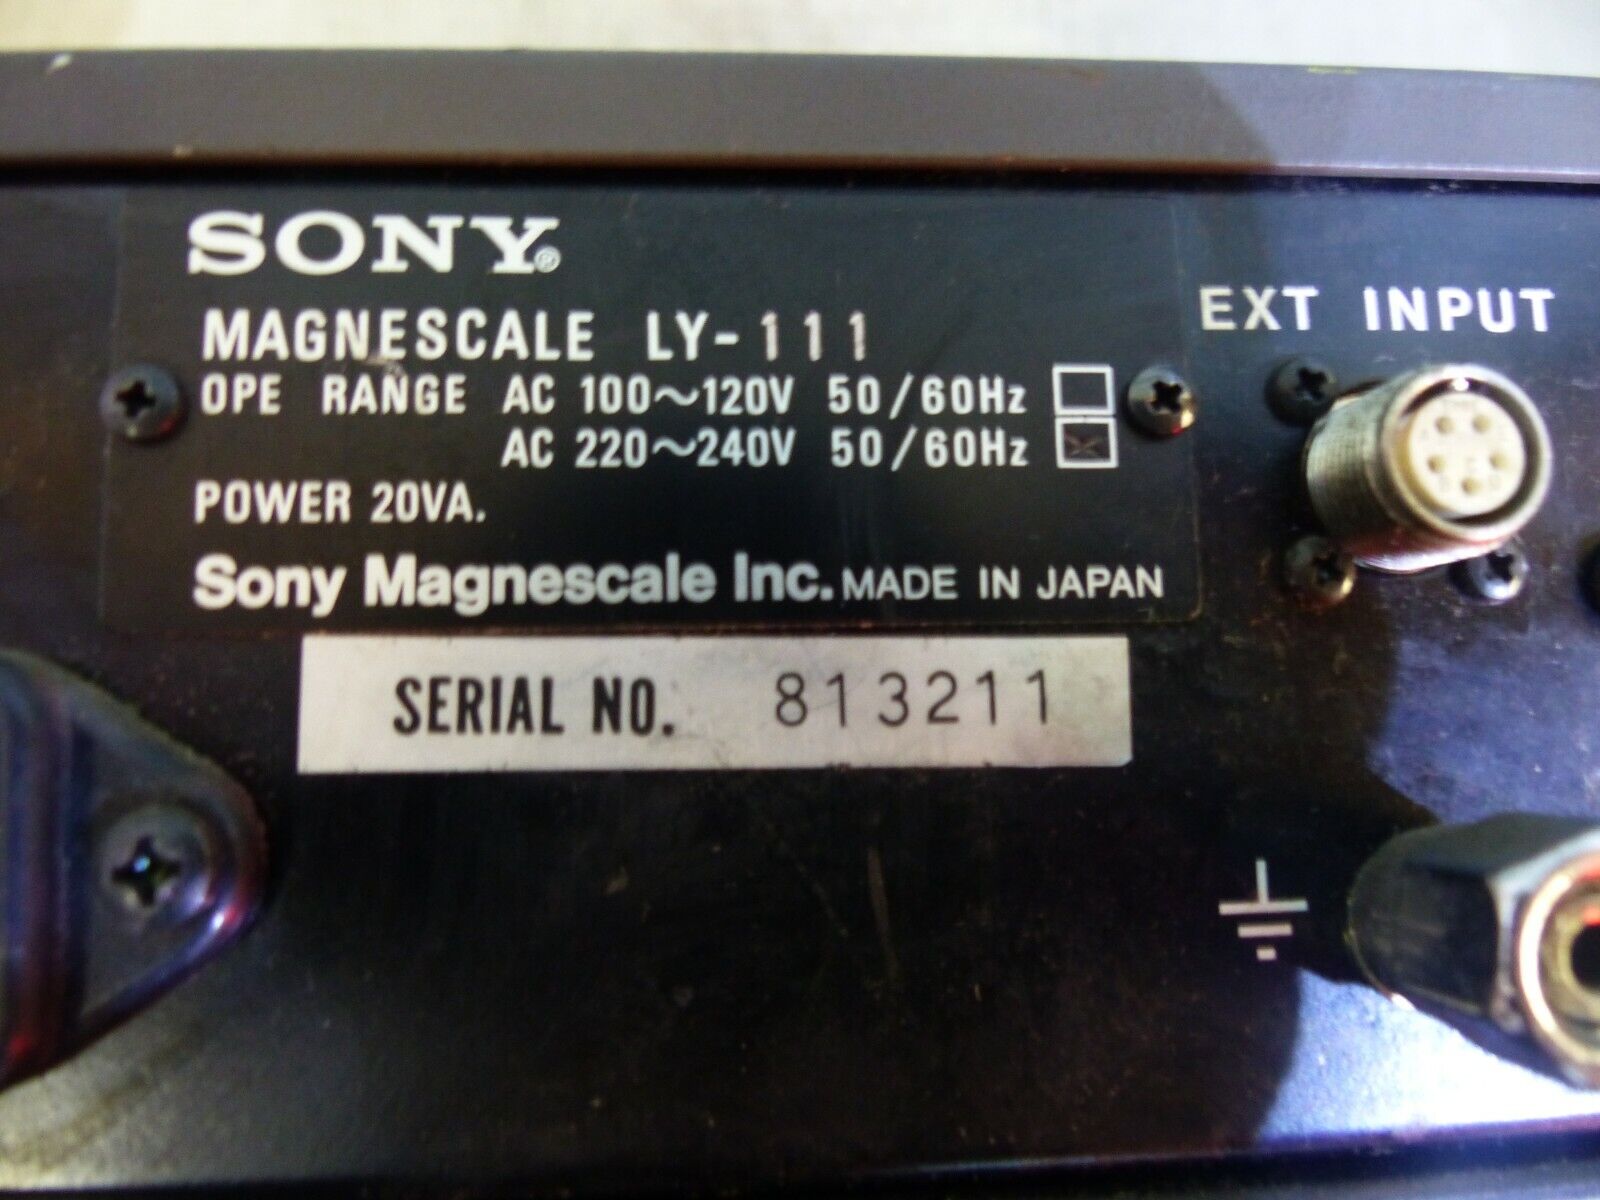 SONY®
MAGNESCALE LY-111
OPE RANGE AC 100~120V 50/60Hz
AC 220~240V 50/60Hz
POWER 20VA.
Sony Magnescale Inc. MADE IN JAPAN
EXT INPUT
SERIAL NO. 813211